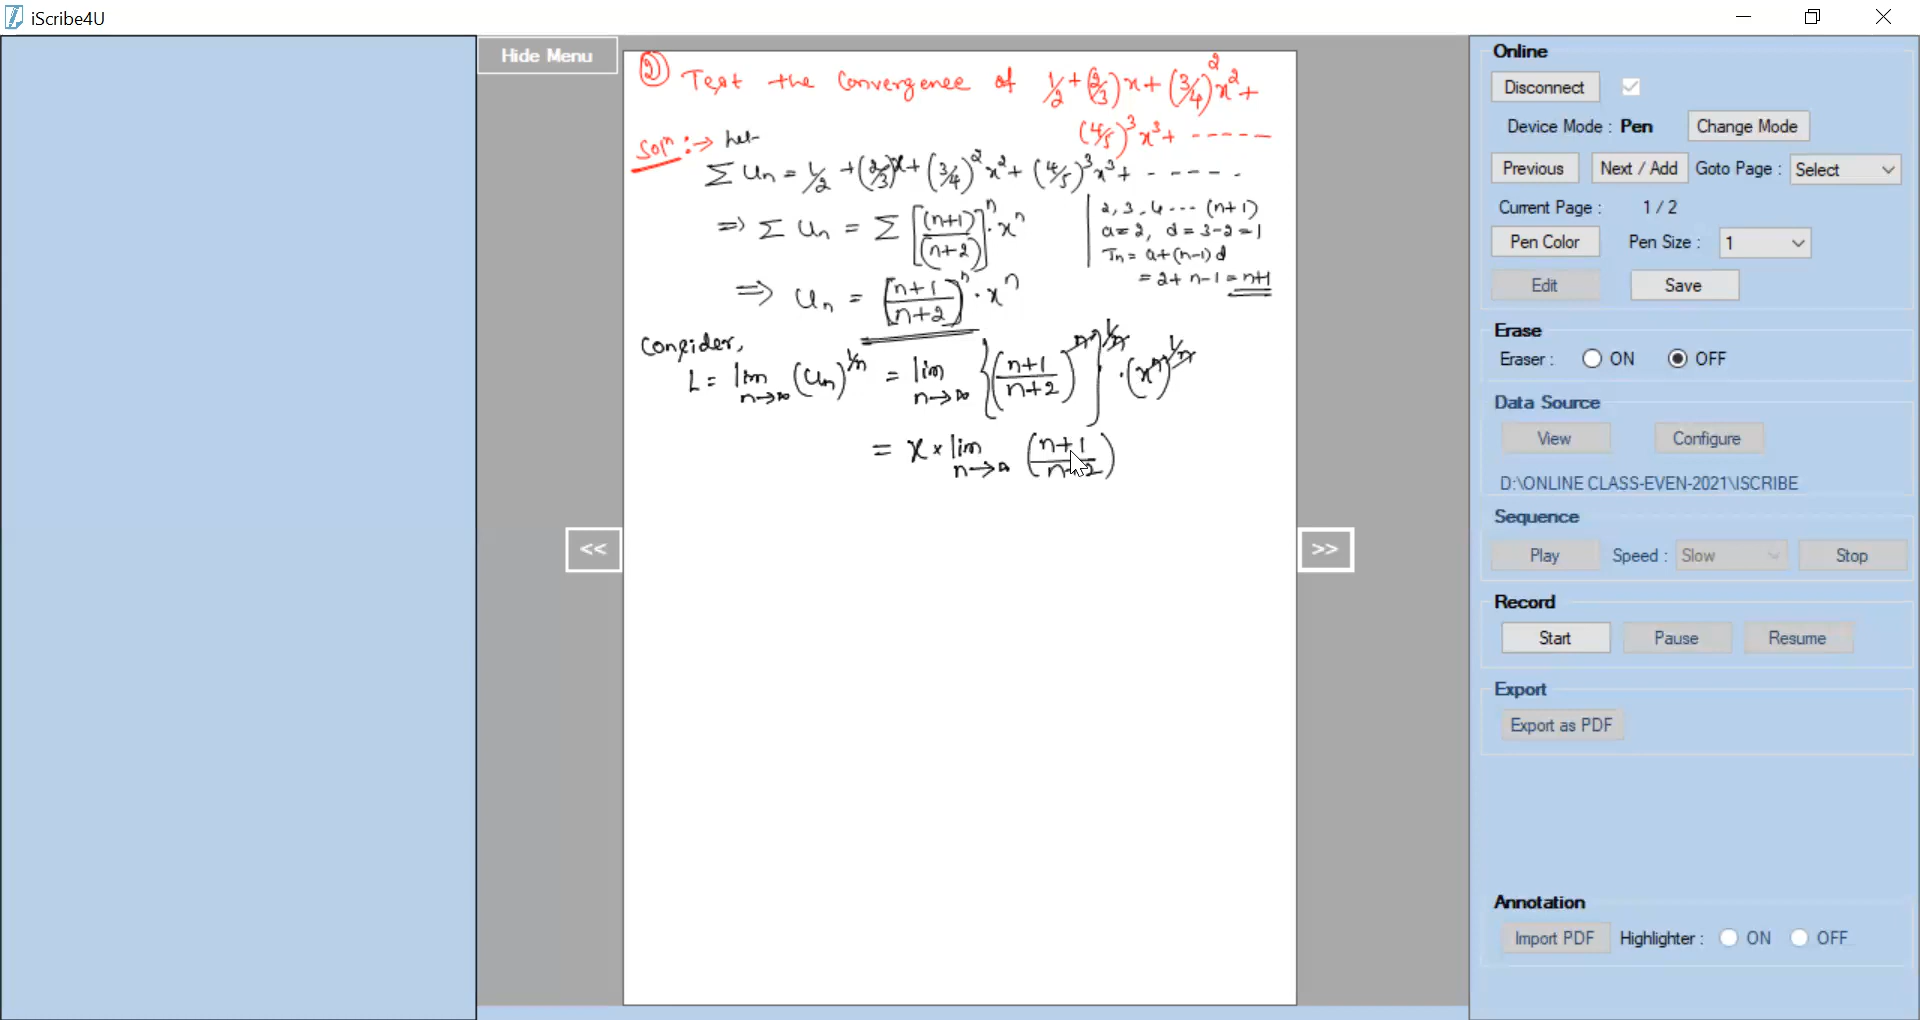 iScribe4U
Hide Menu
② Test the Convergence of 1/2 + (2/3)x + (3/4)^2 x^2 +
(4/5)^3 x^3 + -----
Soln :→ Let
Σ Un = 1/2 + (2/3)x + (3/4)^2 x^2 + (4/5)^3 x^3 + - - - - - .
⇒ Σ Un = Σ [(n+1)/(n+2)]^n . x^n
2, 3, 4 --- (n+1)
a = 2, d = 3-2 = 1
Tn = a+(n-1)d
= 2+ n-1 = n+1
⇒ Un = [n+1/n+2]^n . x^n
Consider,
L = lim n→∞ (Un)^1/n = lim n→∞ {(n+1/n+2)^n}^1/n . (x^n)^1/n
= x × lim n→∞ (n+1/n+2)
<<
>>
Online
Disconnect
Device Mode : Pen Change Mode
Previous Next / Add Goto Page : Select
Current Page : 1 / 2
Pen Color Pen Size : 1
Edit Save
Erase
Eraser : ON OFF
Data Source
View Configure
D:\ONLINE CLASS-EVEN-2021\ISCRIBE
Sequence
Play Speed : Slow Stop
Record
Start Pause Resume
Export
Export as PDF
Annotation
Import PDF Highlighter : ON OFF